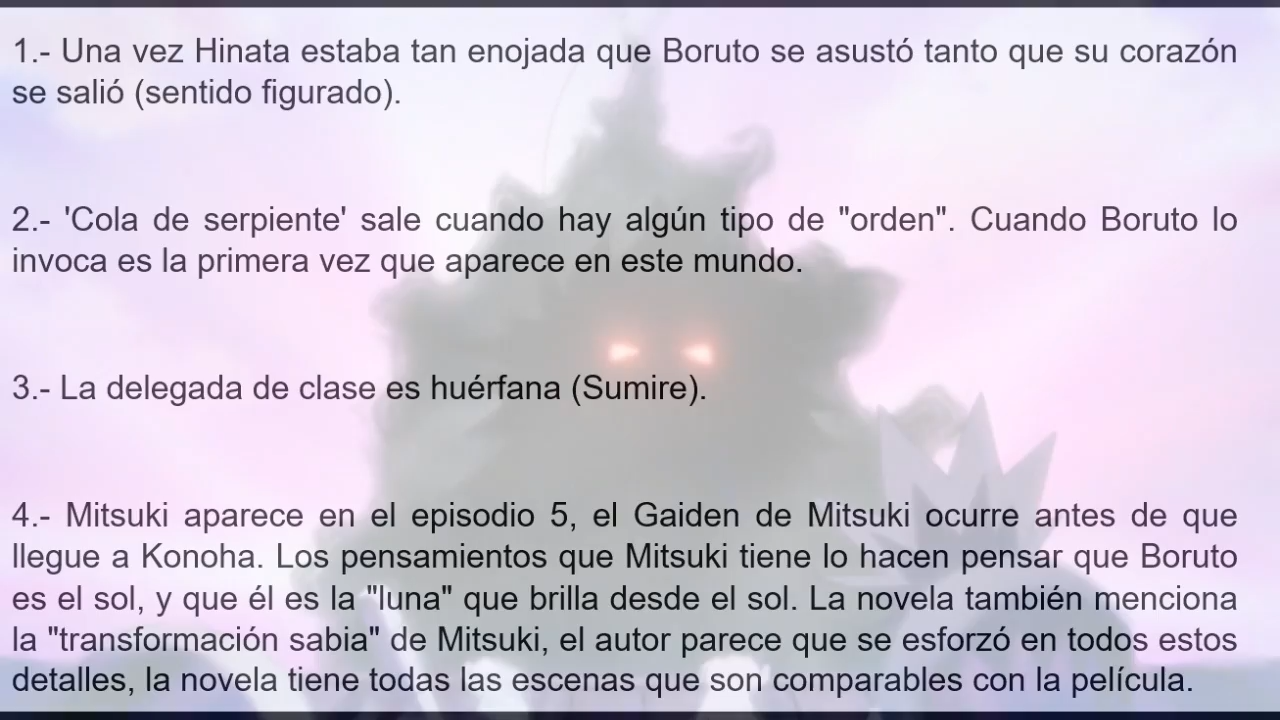 1.- Una vez Hinata estaba tan enojada que Boruto se asustó tanto que su corazón
se salió (sentido figurado).
2.- 'Cola de serpiente' sale cuando hay algún tipo de "orden". Cuando Boruto lo
invoca es la primera vez que aparece en este mundo.
3.- La delegada de clase es huérfana (Sumire).
4.- Mitsuki aparece en el episodio 5, el Gaiden de Mitsuki ocurre antes de que
llegue a Konoha. Los pensamientos que Mitsuki tiene lo hacen pensar que Boruto
es el sol, y que él es la "luna" que brilla desde el sol. La novela también menciona
la "transformación sabia" de Mitsuki, el autor parece que se esforzó en todos estos
detalles, la novela tiene todas las escenas que son comparables con la película.